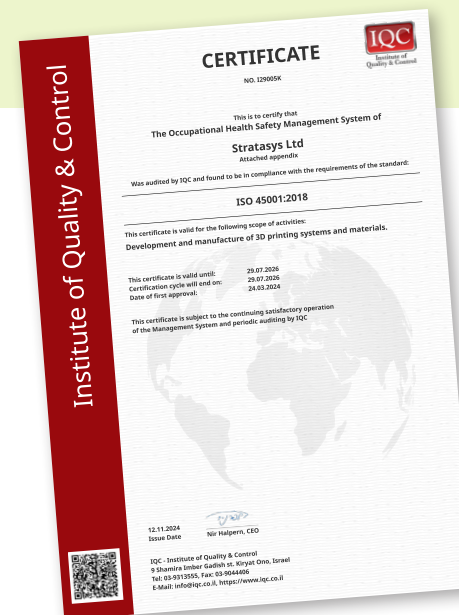 Institute of Quality & Control
IQC
Institute of
Quality & Control
CERTIFICATE
NO. I29005K
This is to certify that
The Occupational Health Safety Management System of
Stratasys Ltd
Attached appendix
Was audited by IQC and found to be in compliance with the requirements of the standard:
ISO 45001:2018
This certificate is valid for the following scope of activities:
Development and manufacture of 3D printing systems and materials.
This certificate is valid until: 29.07.2026
Certification cycle will end on: 29.07.2026
Date of first approval: 24.03.2024
This certificate is subject to the continuing satisfactory operation
of the Management System and periodic auditing by IQC
12.11.2024
Issue Date
Nir Halpern, CEO
IQC - Institute of Quality & Control
9 Shamira Imber Gadish st. Kiryat Ono, Israel
Tel: 03-9313555, Fax: 03-9044406
E-Mail: info@iqc.co.il, https://www.iqc.co.il